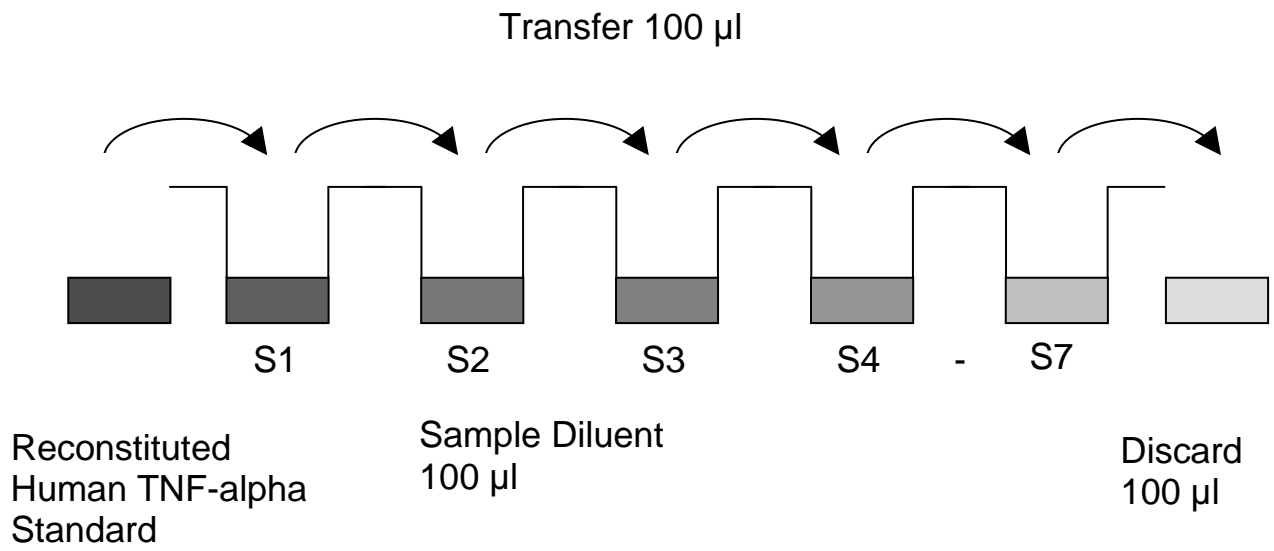 Transfer 100 µl
S1 S2 S3 S4 - S7
Reconstituted
Human TNF-alpha
Standard
Sample Diluent
100 µl
Discard
100 µl